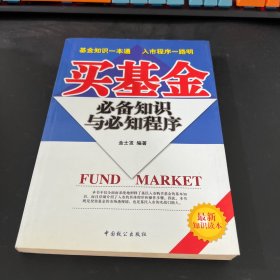 基金知识一本通 入市程序一路明
买基金
必备知识
与必知程序
金士波 编著
FUND MARKET
最新
知识读本
中国致公出版社